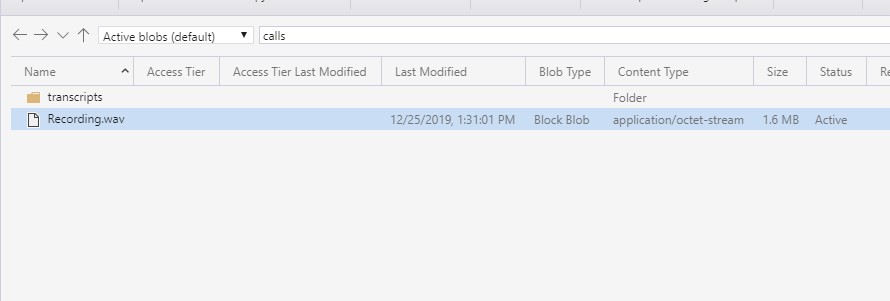 Active blobs (default) calls
Name Access Tier Access Tier Last Modified Last Modified Blob Type Content Type Size Status Re
transcripts Folder
Recording.wav 12/25/2019, 1:31:01 PM Block Blob application/octet-stream 1.6 MB Active